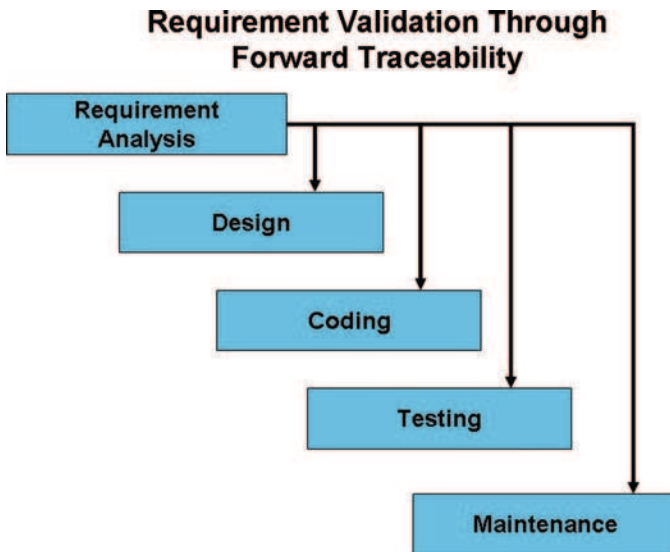 Requirement Validation Through
Forward Traceability
Requirement
Analysis
Design
Coding
Testing
Maintenance